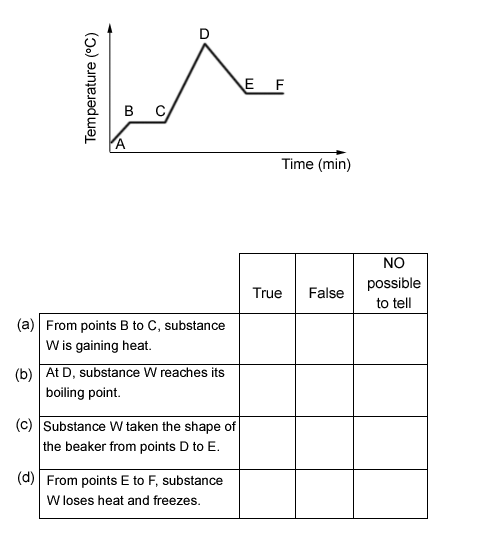 Temperature (ºC)
D
E F
B C
A
Time (min)
True False NO possible to tell
(a) From points B to C, substance
W is gaining heat.
(b) At D, substance W reaches its
boiling point.
(c) Substance W taken the shape of
the beaker from points D to E.
(d) From points E to F, substance
W loses heat and freezes.